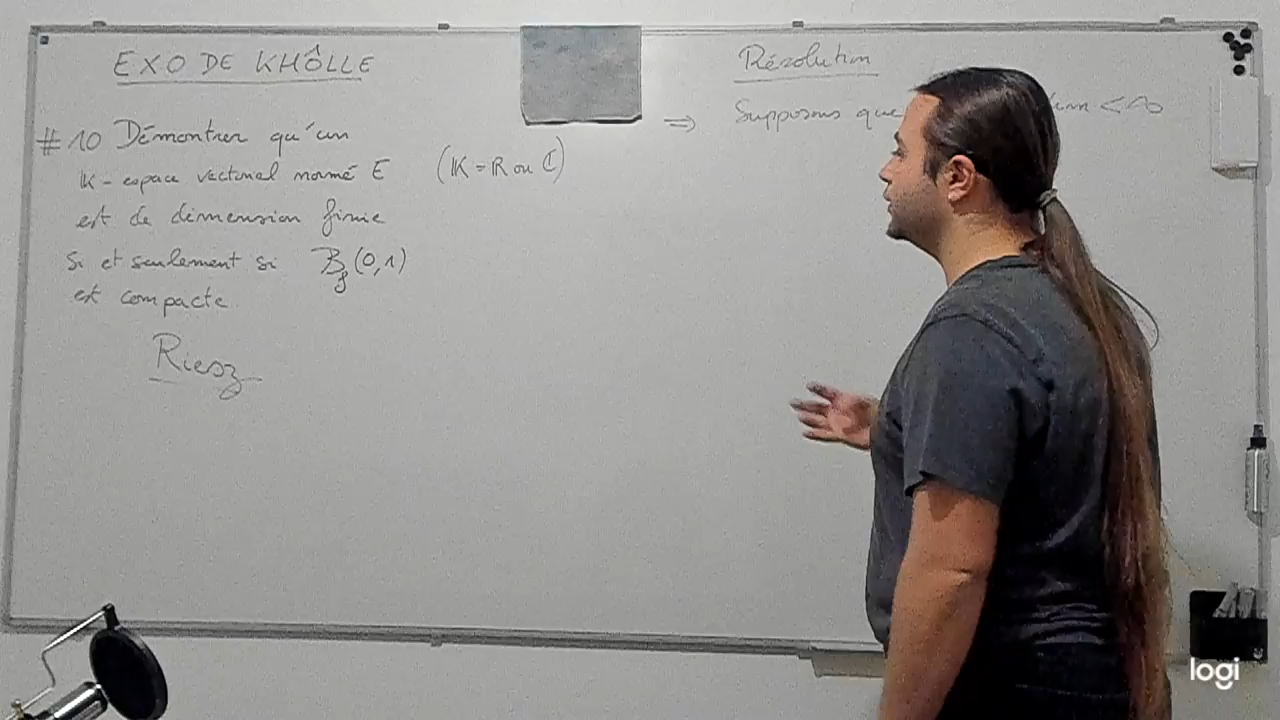 EXO DE KHÔLLE
#10 Démontrer qu'un
K-espace vectoriel normé E
(K = R ou C)
est de dimension finie
Si et seulement si B_f(0,1)
est compacte.
Riesz
Résolution
⇒ Supposons que dim < ∞
logi